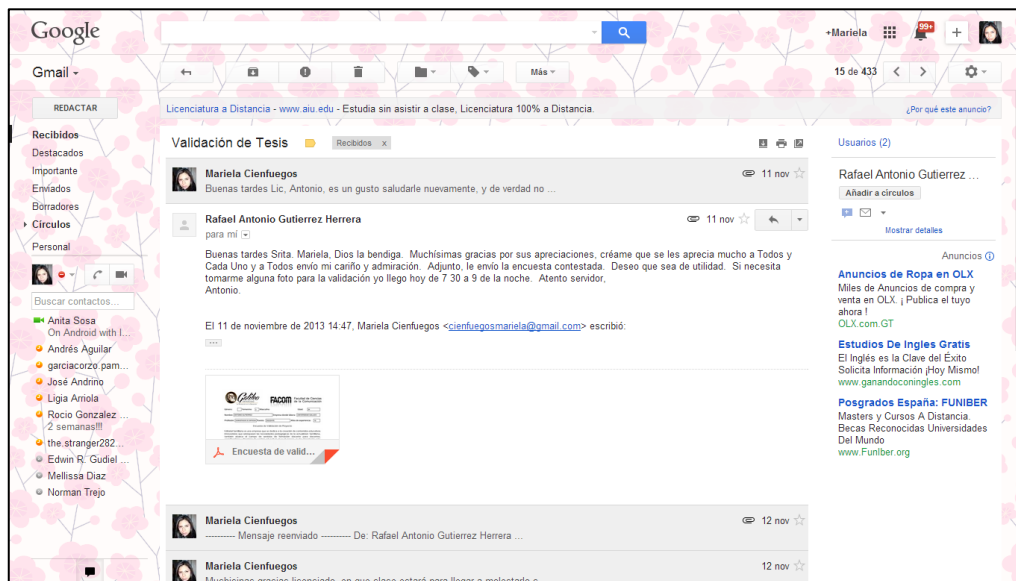 Google
+Mariela
99+
Gmail
Más
15 de 433
REDACTAR
Licenciatura a Distancia - www.aiu.edu - Estudia sin asistir a clase, Licenciatura 100% a Distancia.
¿Por qué este anuncio?
Recibidos
Destacados
Importante
Enviados
Borradores
Círculos
Personal
Buscar contactos...
Anita Sosa
On Android with I...
Andrés Aguilar
garciacorzo.pam...
José Andrino
Ligia Arriola
Rocio Gonzalez ...
2 semanas!!!
the.stranger282...
Edwin R. Gudiel ...
Mellissa Diaz
Norman Trejo
Validación de Tesis
Recibidos x
Mariela Cienfuegos
11 nov
Buenas tardes Lic, Antonio, es un gusto saludarle nuevamente, y de verdad no ...
Rafael Antonio Gutierrez Herrera
11 nov
para mí
Buenas tardes Srita. Mariela, Dios la bendiga. Muchísimas gracias por sus apreciaciones, créame que se les aprecia mucho a Todos y
Cada Uno y a Todos envío mi cariño y admiración. Adjunto, le envío la encuesta contestada. Deseo que sea de utilidad. Si necesita
tomarme alguna foto para la validación yo llego hoy de 7 30 a 9 de la noche. Atento servidor,
Antonio.
El 11 de noviembre de 2013 14:47, Mariela Cienfuegos <cienfuegosmariela@gmail.com> escribió:
Galileo
FACOM
Facultad de Ciencias
de la Comunicación
Encuesta de valid...
Mariela Cienfuegos
12 nov
---------- Mensaje reenviado ---------- De: Rafael Antonio Gutierrez Herrera ...
Mariela Cienfuegos
12 nov
Usuarios (2)
Rafael Antonio Gutierrez ...
Añadir a círculos
Mostrar detalles
Anuncios
Anuncios de Ropa en OLX
Miles de Anuncios de compra y
venta en OLX. ¡ Publica el tuyo
ahora !
OLX.com.GT
Estudios De Ingles Gratis
El Inglés es la Clave del Éxito
Solicita Información ¡Hoy Mismo!
www.ganandoconingles.com
Posgrados España: FUNIBER
Masters y Cursos A Distancia.
Becas Reconocidas Universidades
Del Mundo
www.FunIber.org